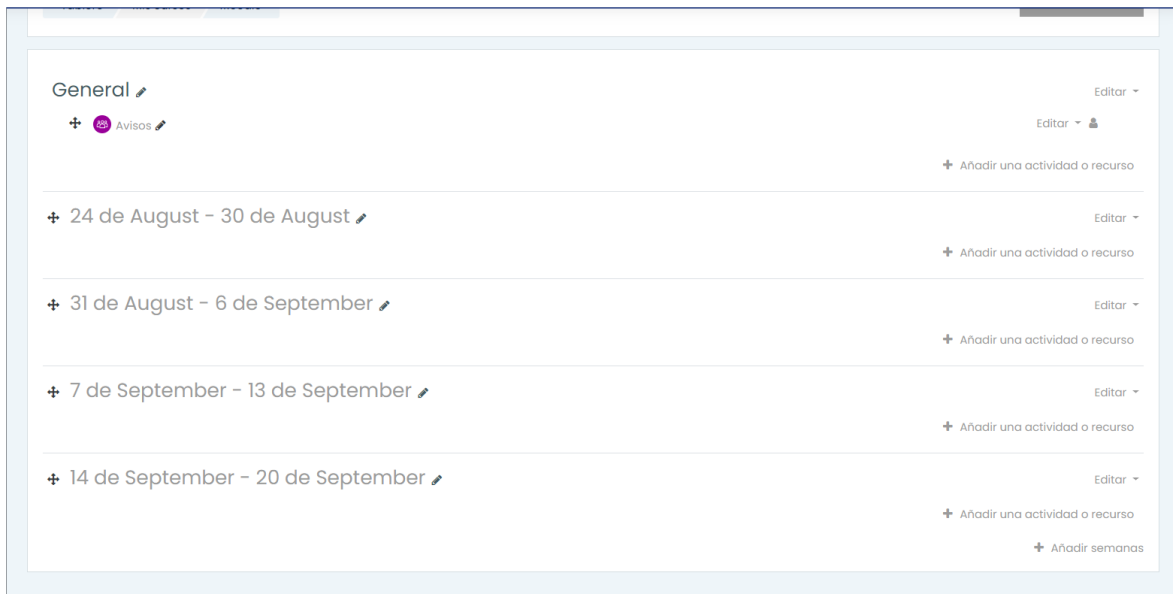 General
Editar
Avisos
Editar
Añadir una actividad o recurso
24 de August - 30 de August
Editar
Añadir una actividad o recurso
31 de August - 6 de September
Editar
Añadir una actividad o recurso
7 de September - 13 de September
Editar
Añadir una actividad o recurso
14 de September - 20 de September
Editar
Añadir una actividad o recurso
Añadir semanas